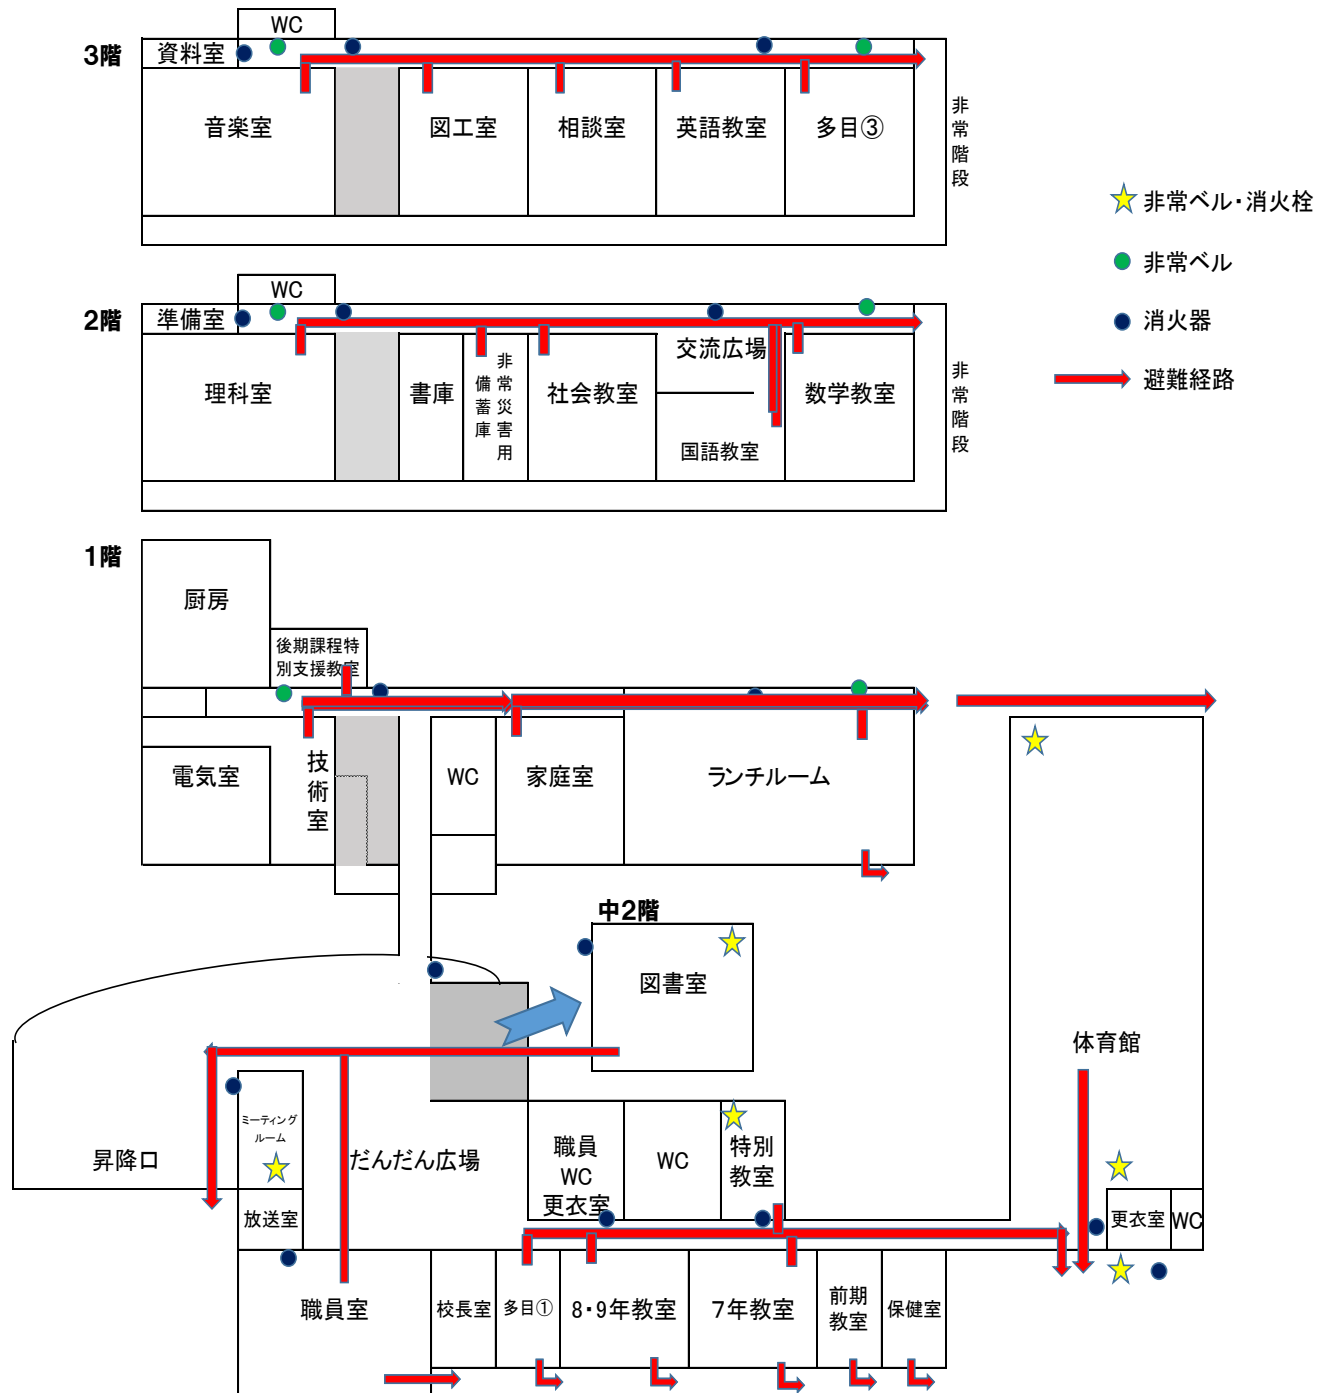 WC
3階
資料室
音楽室
図工室
相談室
英語教室
多目③
非常階段
非常ベル・消火栓
非常ベル
消火器
避難経路
WC
2階
準備室
理科室
書庫
非常災害用
備蓄庫
社会教室
交流広場
国語教室
数学教室
非常階段
1階
厨房
後期課程特
別支援教室
電気室
技術室
WC
家庭室
ランチルーム
中2階
図書室
体育館
ミーティング
ルーム
昇降口
だんだん広場
職員
WC
更衣室
WC
特別
教室
放送室
更衣室
WC
職員室
校長室
多目①
8・9年教室
7年教室
前期
教室
保健室